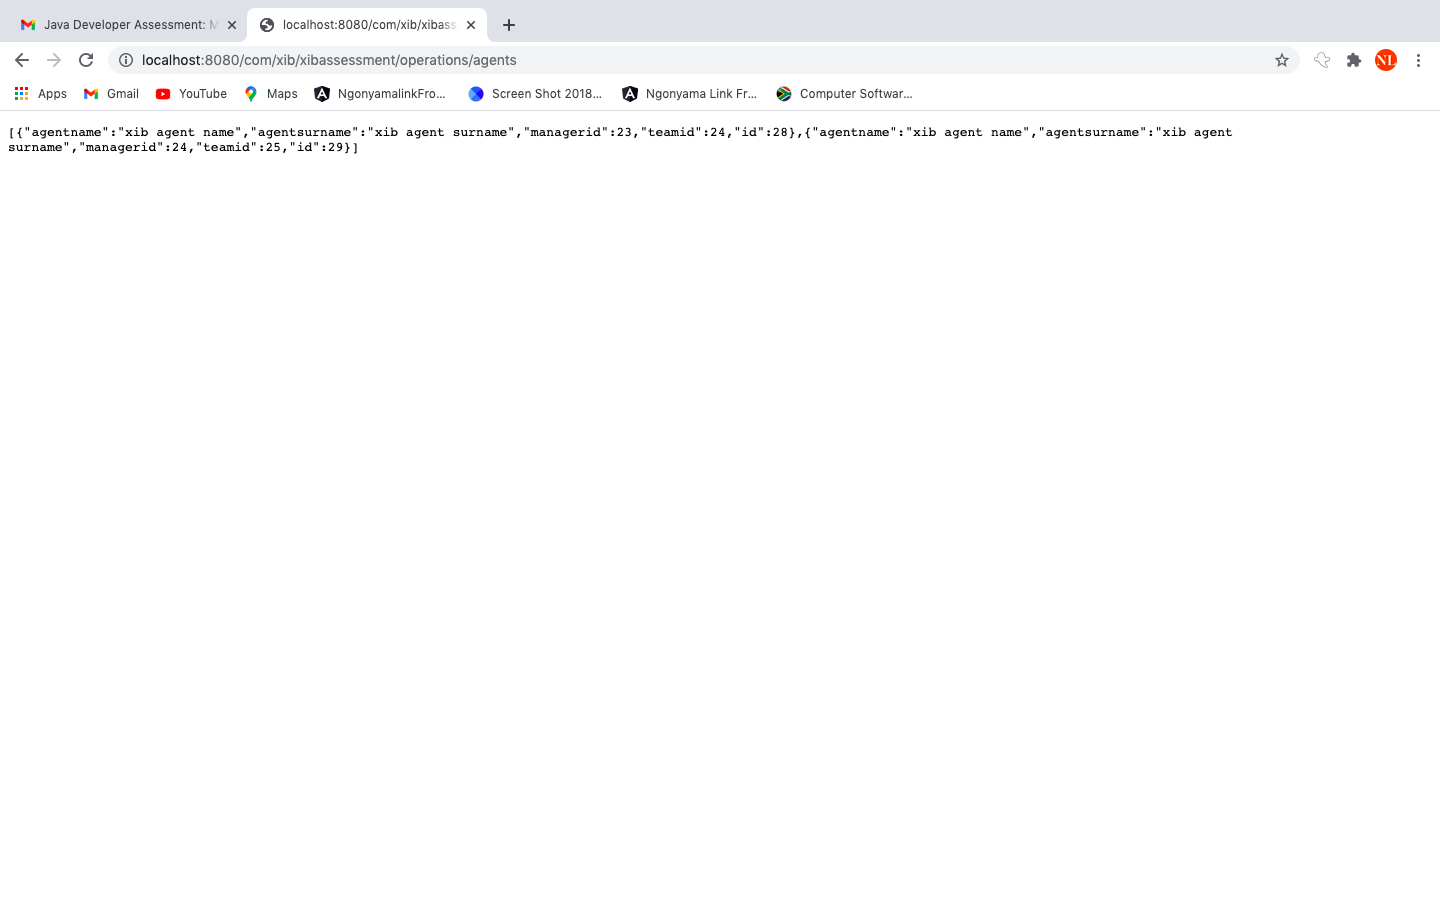 Java Developer Assessment: M
localhost:8080/com/xib/xibass
localhost:8080/com/xib/xibassessment/operations/agents
NL
Apps
Gmail
YouTube
Maps
NgonyamalinkFro...
Screen Shot 2018...
Ngonyama Link Fr...
Computer Softwar...
[{"agentname":"xib agent name","agentsurname":"xib agent surname","managerid":23,"teamid":24,"id":28},{"agentname":"xib agent name","agentsurname":"xib agent
surname","managerid":24,"teamid":25,"id":29}]